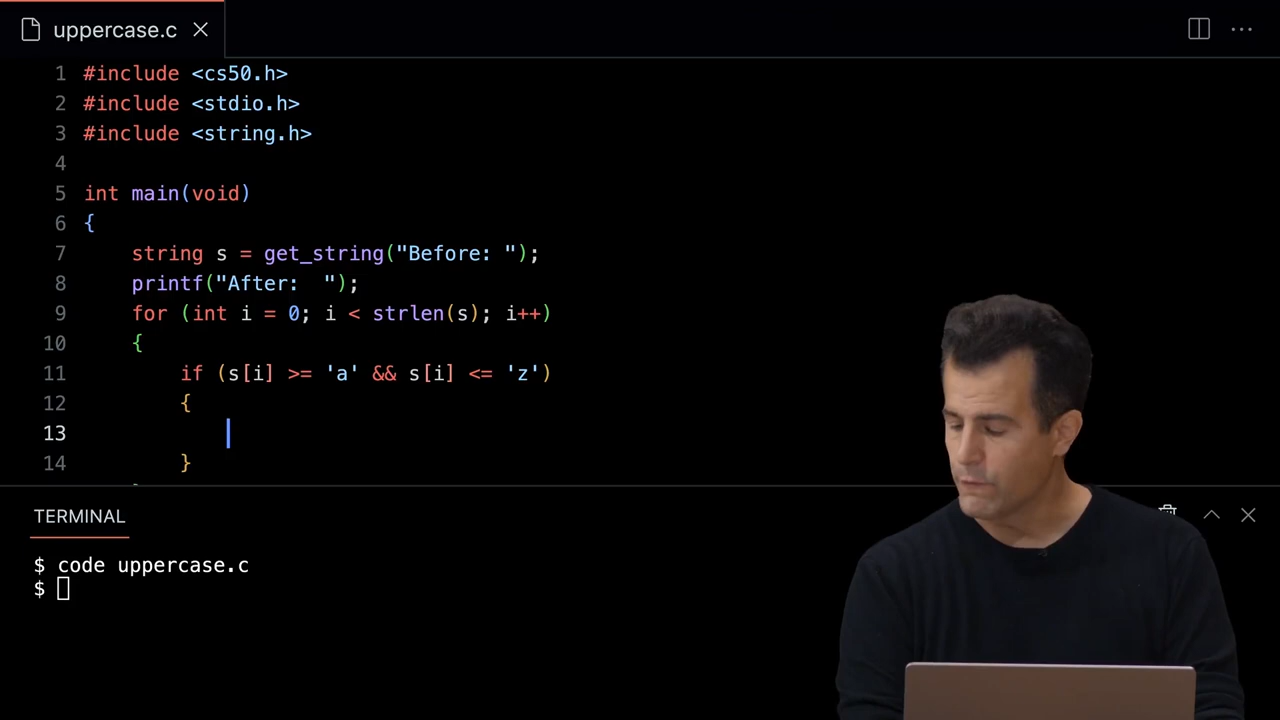 uppercase.c
1 #include <cs50.h>
2 #include <stdio.h>
3 #include <string.h>
4
5 int main(void)
6 {
7     string s = get_string("Before: ");
8     printf("After:  ");
9     for (int i = 0; i < strlen(s); i++)
10     {
11         if (s[i] >= 'a' && s[i] <= 'z')
12         {
13
14         }
TERMINAL
$ code uppercase.c
$